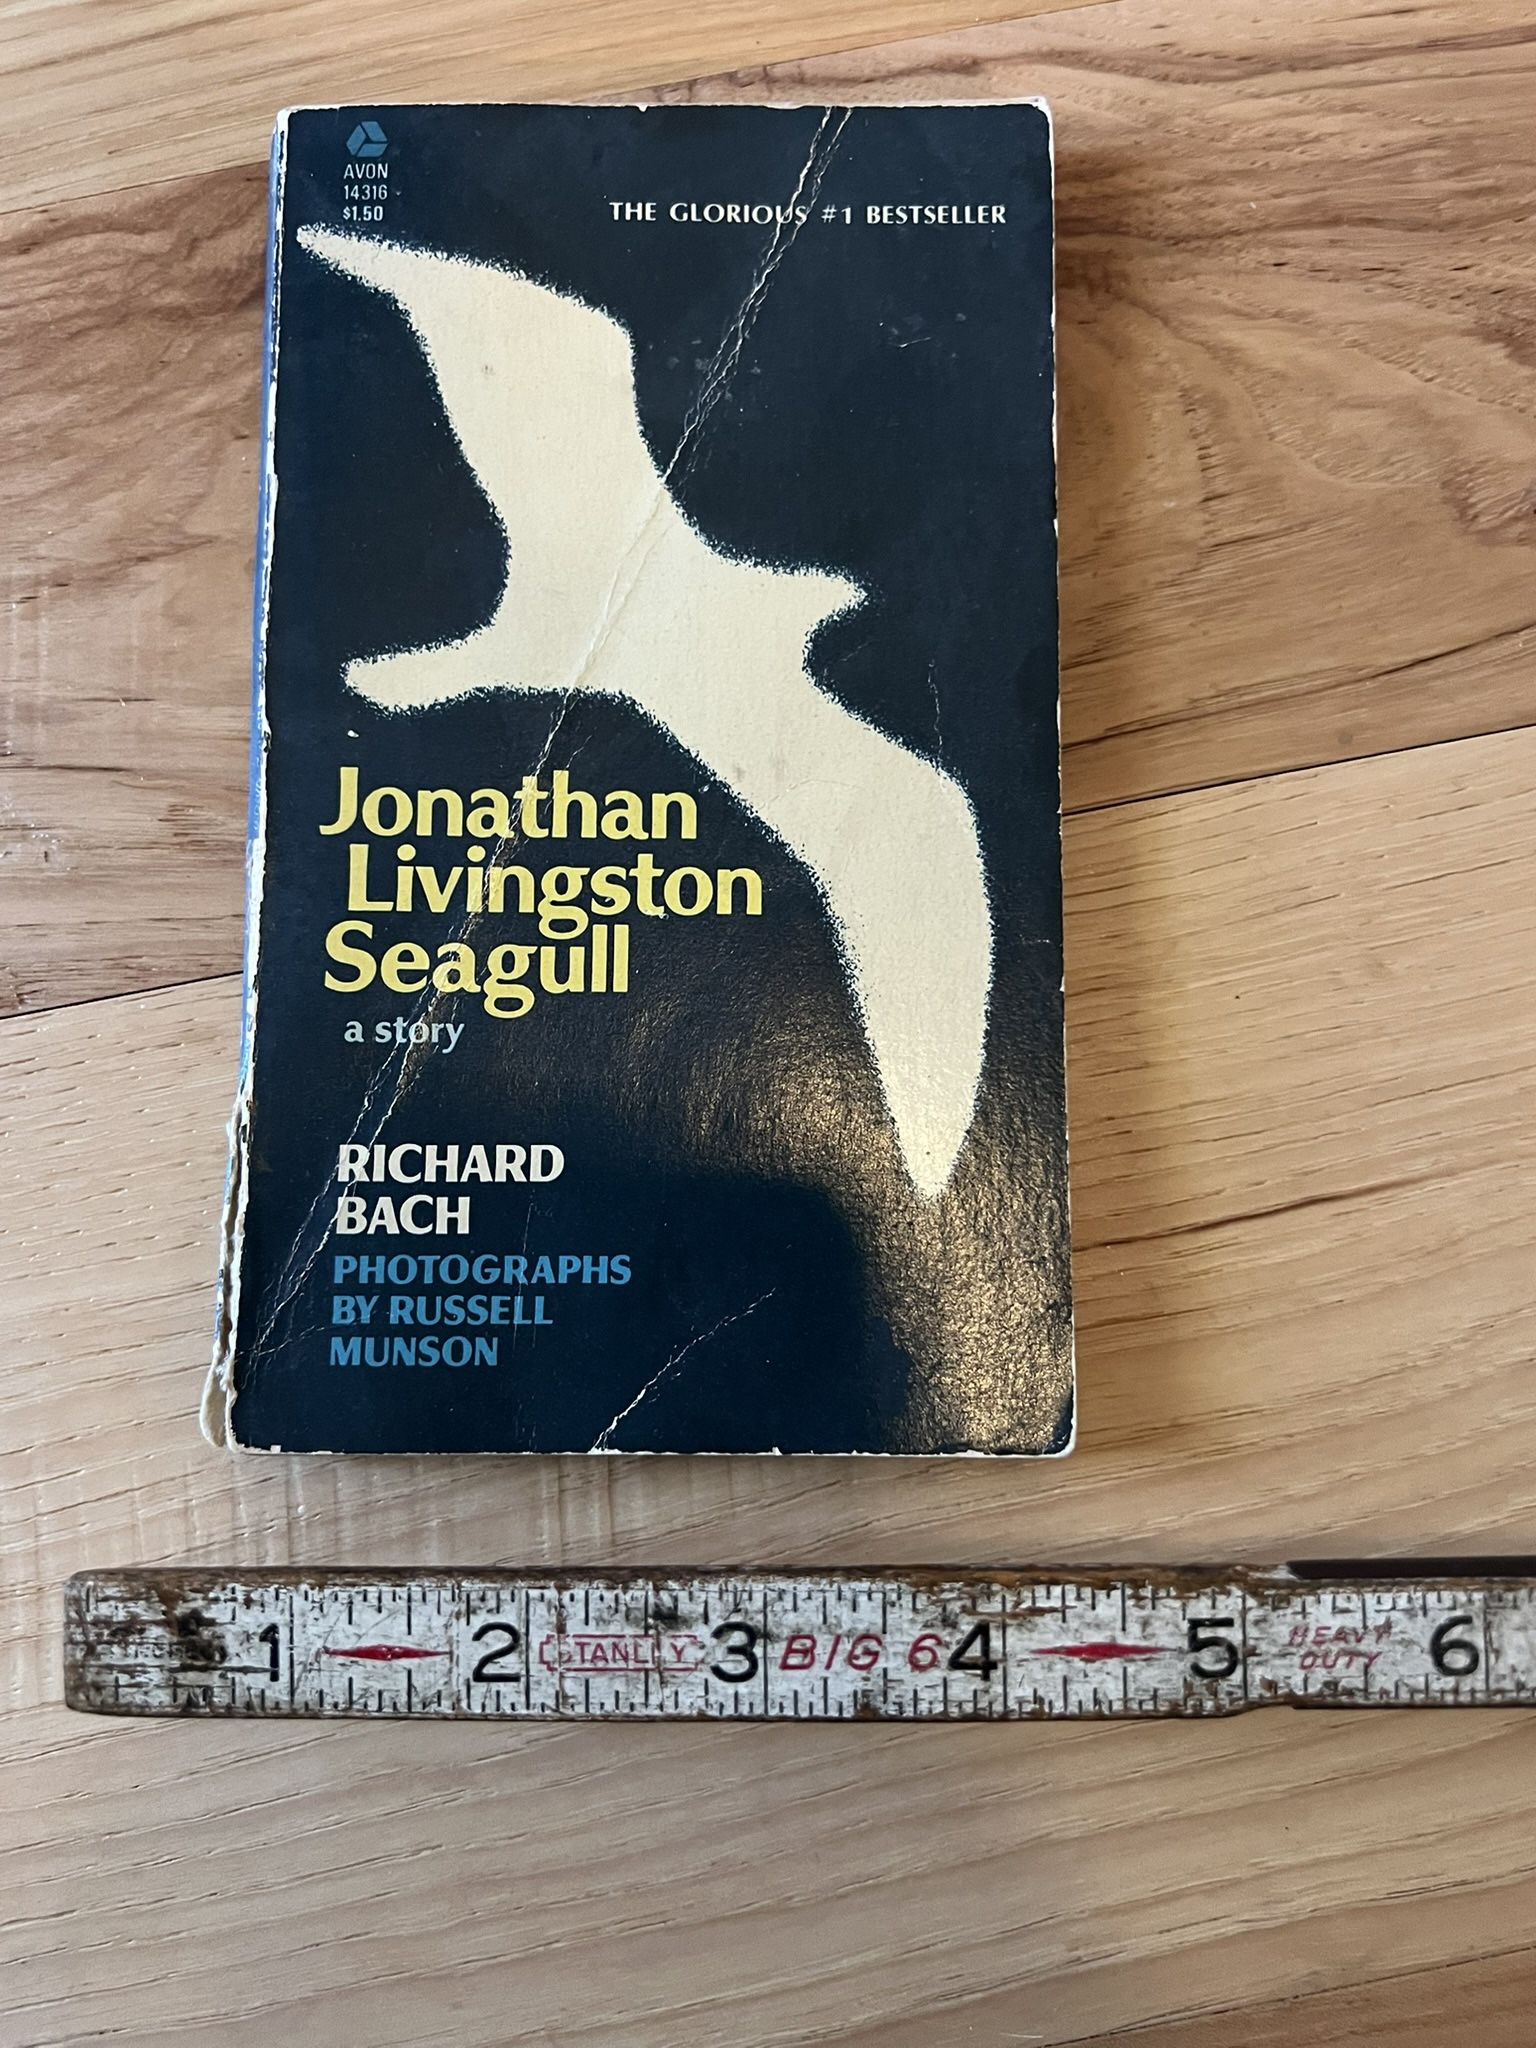 AVON
14316
$1.50
THE GLORIOUS #1 BESTSELLER
Jonathan
Livingston
Seagull
a story
RICHARD
BACH
PHOTOGRAPHS
BY RUSSELL
MUNSON
1 2 STANLEY 3 BIG 6 4 5 HEAVY DUTY 6